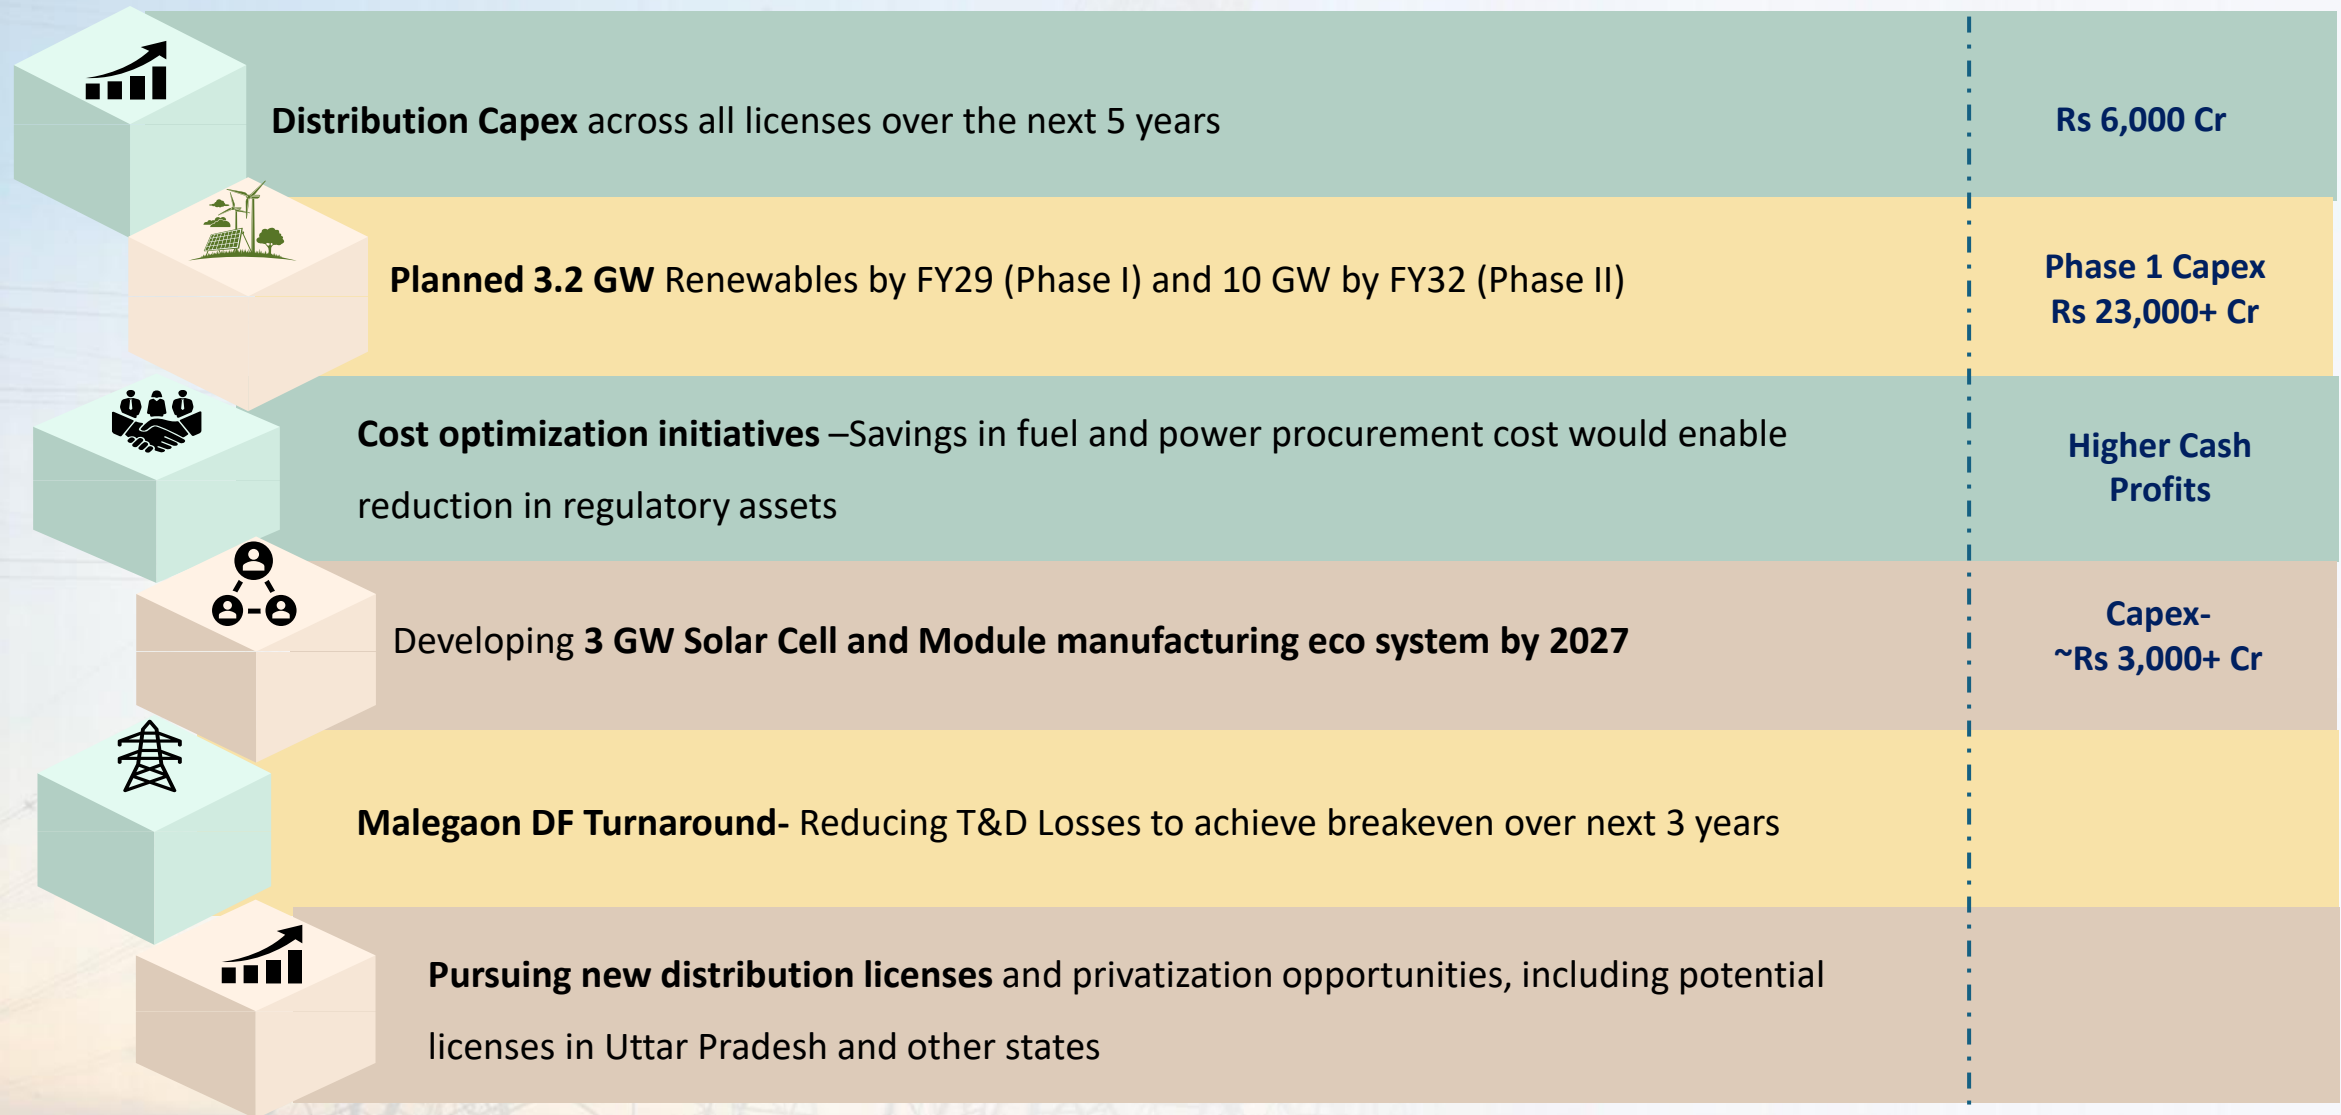 Distribution Capex across all licenses over the next 5 years
Rs 6,000 Cr
Planned 3.2 GW Renewables by FY29 (Phase I) and 10 GW by FY32 (Phase II)
Phase 1 Capex
Rs 23,000+ Cr
Cost optimization initiatives –Savings in fuel and power procurement cost would enable
reduction in regulatory assets
Higher Cash
Profits
Developing 3 GW Solar Cell and Module manufacturing eco system by 2027
Capex-
~Rs 3,000+ Cr
Malegaon DF Turnaround- Reducing T&D Losses to achieve breakeven over next 3 years
Pursuing new distribution licenses and privatization opportunities, including potential
licenses in Uttar Pradesh and other states